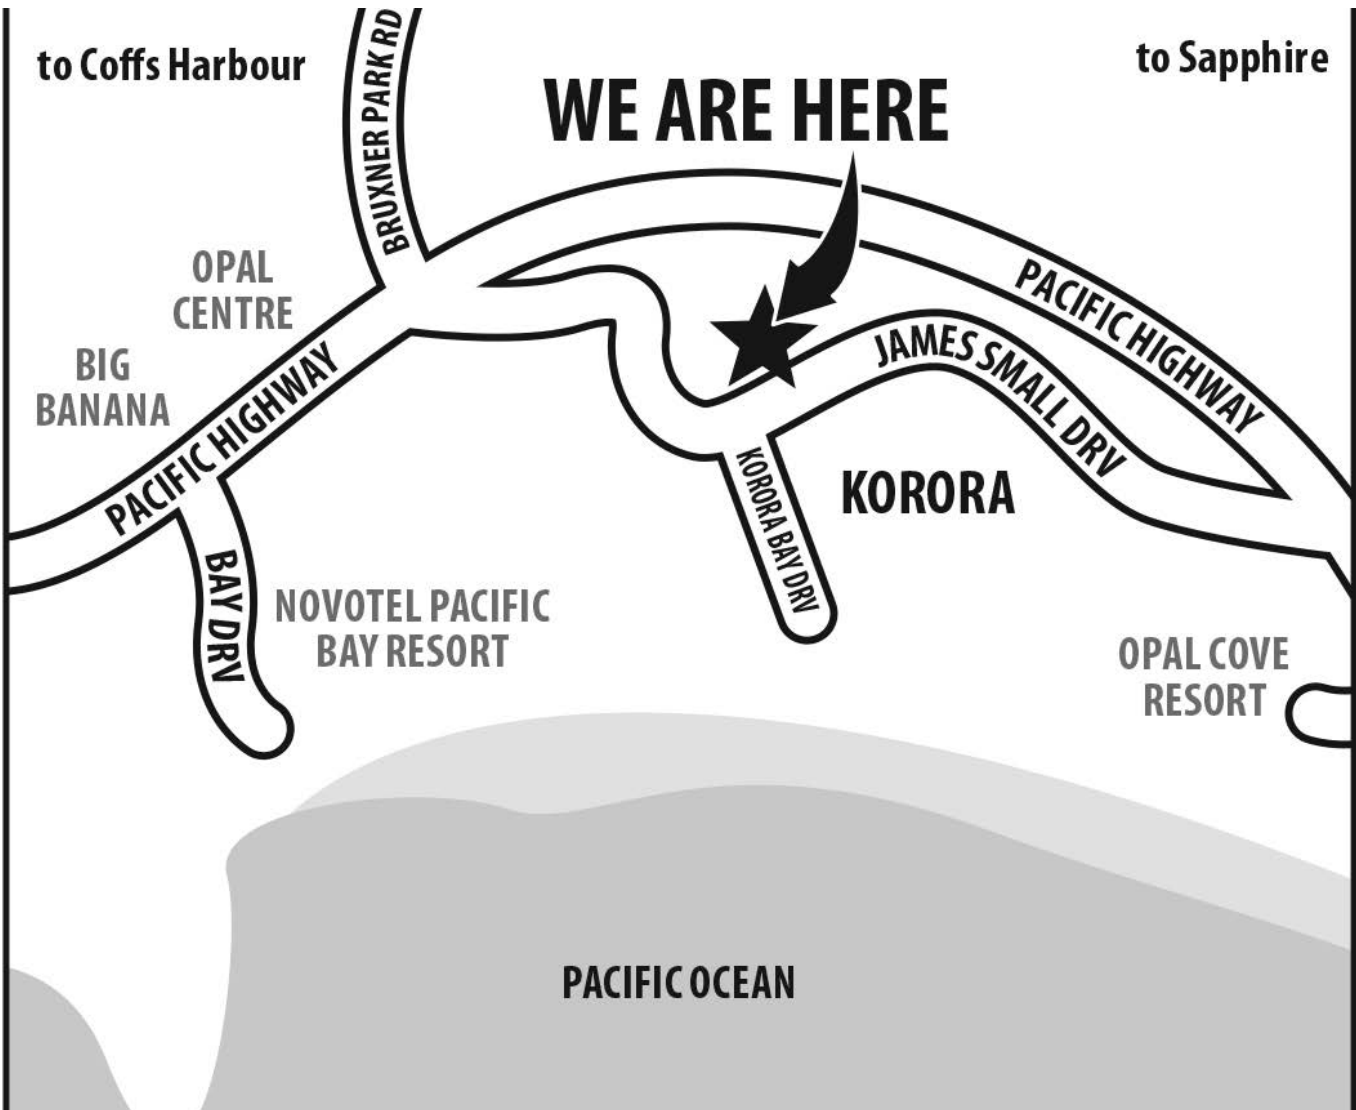 to Coffs Harbour
BRUXNER PARK RD
to Sapphire
WE ARE HERE
OPAL
CENTRE
BIG
BANANA
PACIFIC HIGHWAY
PACIFIC HIGHWAY
JAMES SMALL DRV
KORORA BAY DRV
KORORA
BAY DRV
NOVOTEL PACIFIC
BAY RESORT
OPAL COVE
RESORT
PACIFIC OCEAN